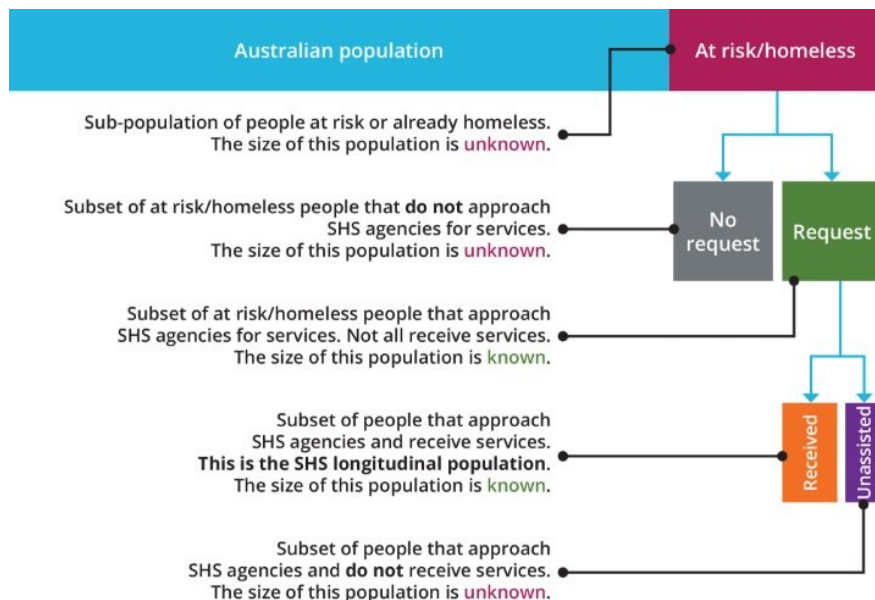 Australian population
At risk/homeless
Sub-population of people at risk or already homeless.
The size of this population is unknown.
Subset of at risk/homeless people that do not approach
SHS agencies for services.
The size of this population is unknown.
No
request
Request
Subset of at risk/homeless people that approach
SHS agencies for services. Not all receive services.
The size of this population is known.
Subset of people that approach
SHS agencies and receive services.
This is the SHS longitudinal population.
The size of this population is known.
Received
Unassisted
Subset of people that approach
SHS agencies and do not receive services.
The size of this population is unknown.